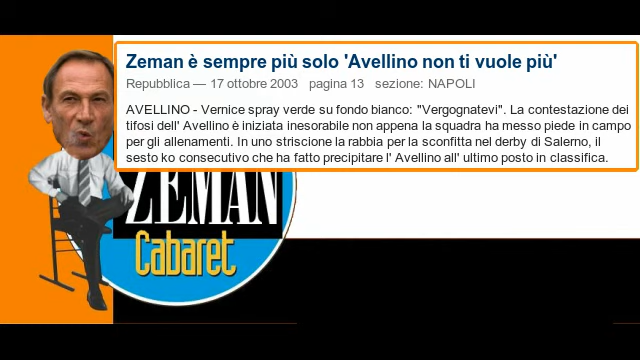 Zeman è sempre più solo 'Avellino non ti vuole più'
Repubblica — 17 ottobre 2003 pagina 13 sezione: NAPOLI
AVELLINO - Vernice spray verde su fondo bianco: "Vergognatevi". La contestazione dei
tifosi dell' Avellino è iniziata inesorabile non appena la squadra ha messo piede in campo
per gli allenamenti. In uno striscione la rabbia per la sconfitta nel derby di Salerno, il
sesto ko consecutivo che ha fatto precipitare l' Avellino all' ultimo posto in classifica.
ZEMAN
Cabaret